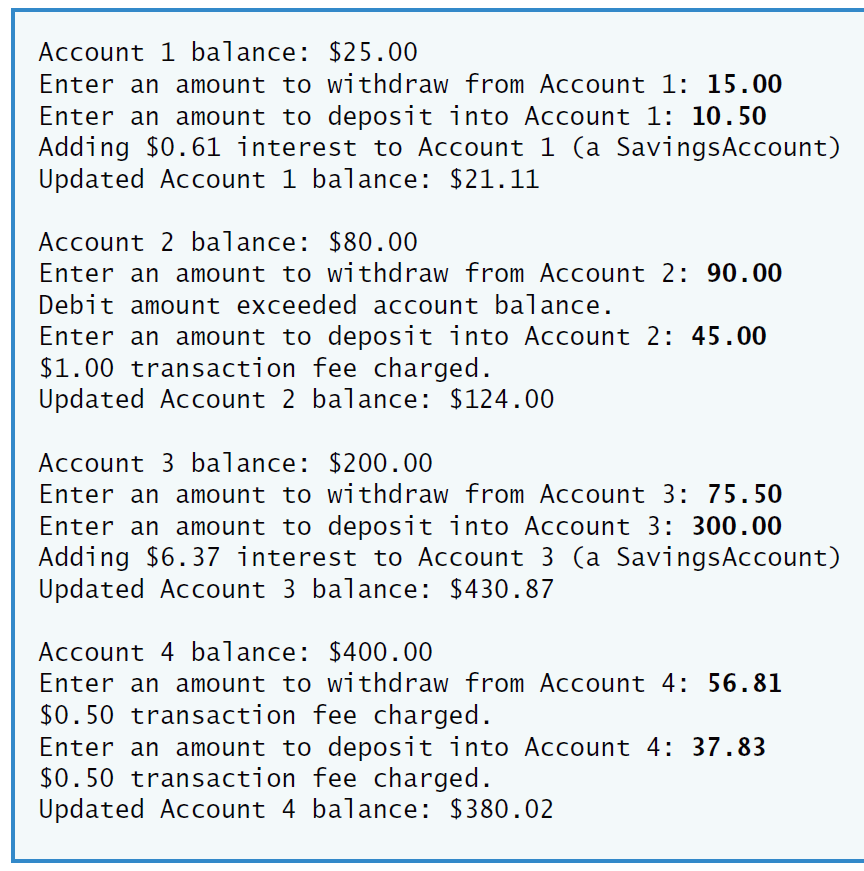 Account 1 balance: $25.00
Enter an amount to withdraw from Account 1: 15.00
Enter an amount to deposit into Account 1: 10.50
Adding $0.61 interest to Account 1 (a SavingsAccount)
Updated Account 1 balance: $21.11

Account 2 balance: $80.00
Enter an amount to withdraw from Account 2: 90.00
Debit amount exceeded account balance.
Enter an amount to deposit into Account 2: 45.00
$1.00 transaction fee charged.
Updated Account 2 balance: $124.00

Account 3 balance: $200.00
Enter an amount to withdraw from Account 3: 75.50
Enter an amount to deposit into Account 3: 300.00
Adding $6.37 interest to Account 3 (a SavingsAccount)
Updated Account 3 balance: $430.87

Account 4 balance: $400.00
Enter an amount to withdraw from Account 4: 56.81
$0.50 transaction fee charged.
Enter an amount to deposit into Account 4: 37.83
$0.50 transaction fee charged.
Updated Account 4 balance: $380.02